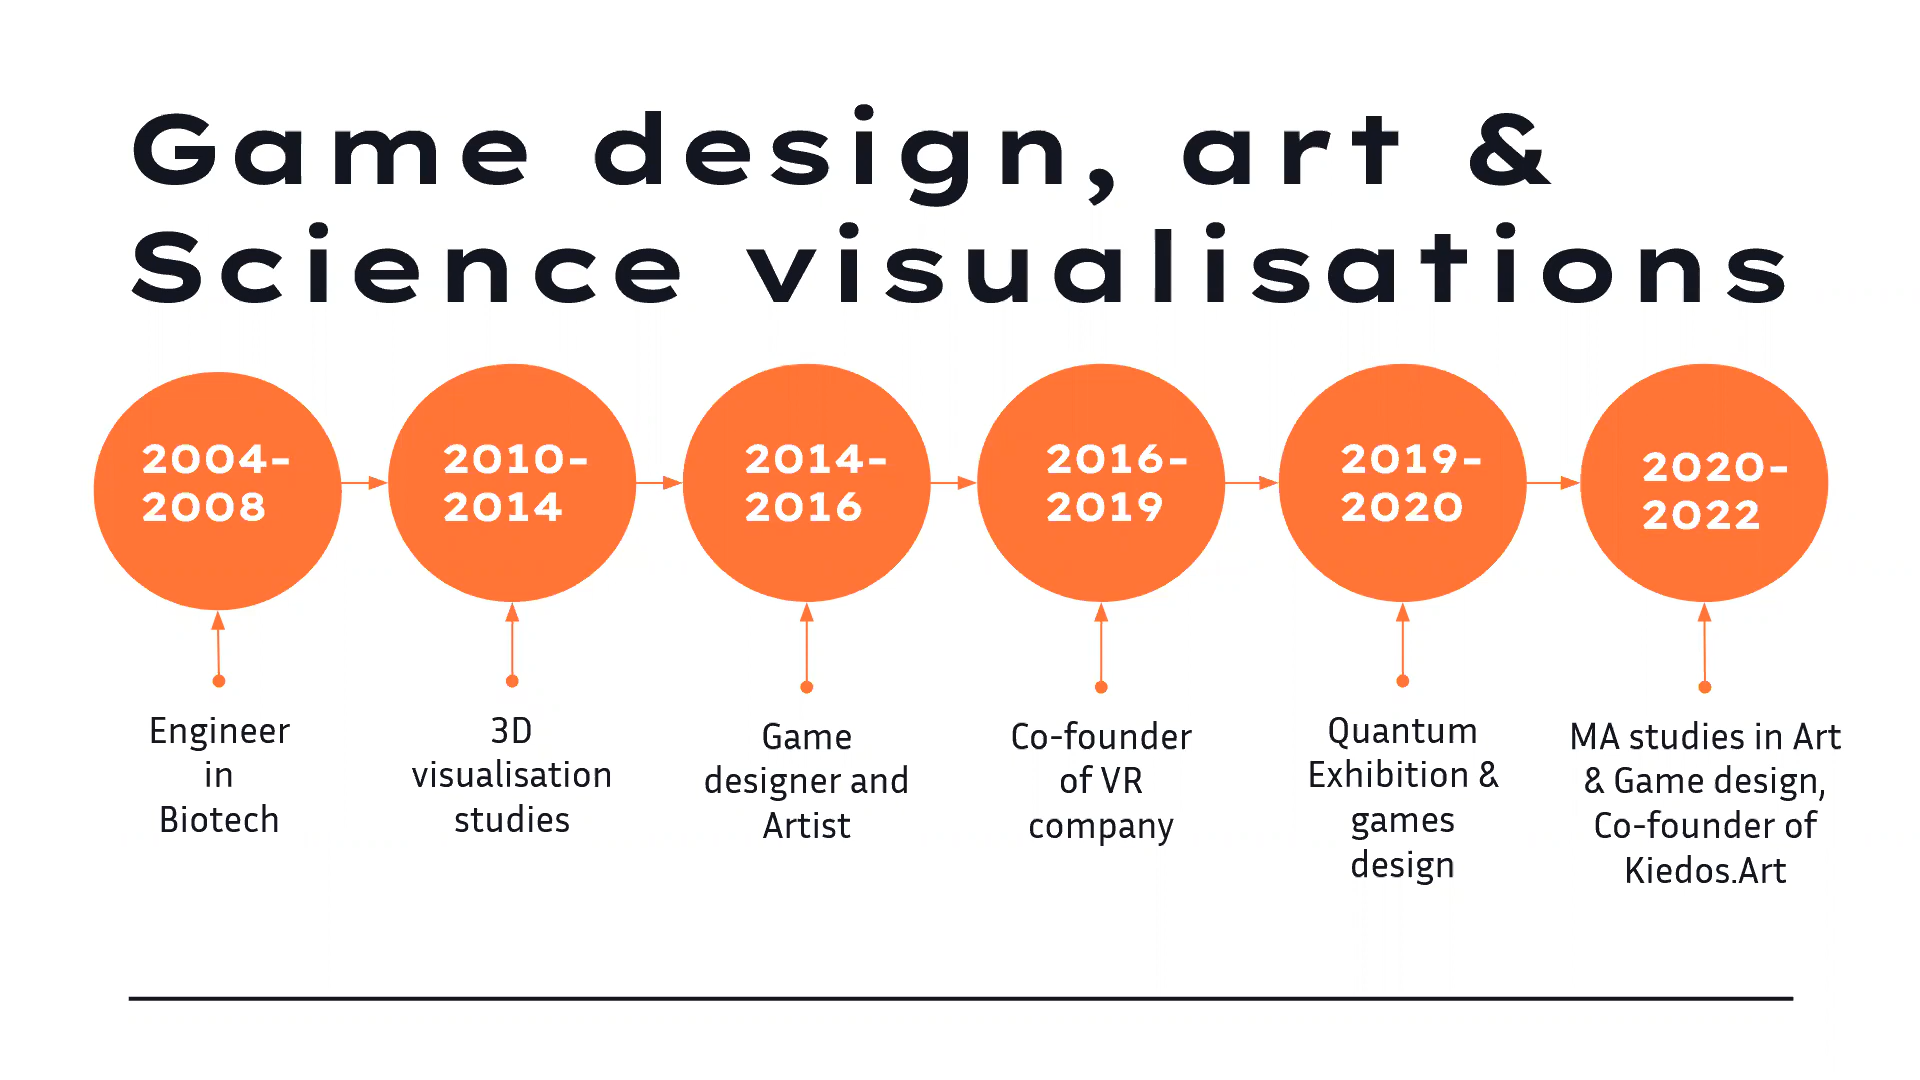 Game design, art &
Science visualisations
2004-
2008
2010-
2014
2014-
2016
2016-
2019
2019-
2020
2020-
2022
Engineer
in
Biotech
3D
visualisation
studies
Game
designer and
Artist
Co-founder
of VR
company
Quantum
Exhibition &
games
design
MA studies in Art
& Game design,
Co-founder of
Kiedos.Art